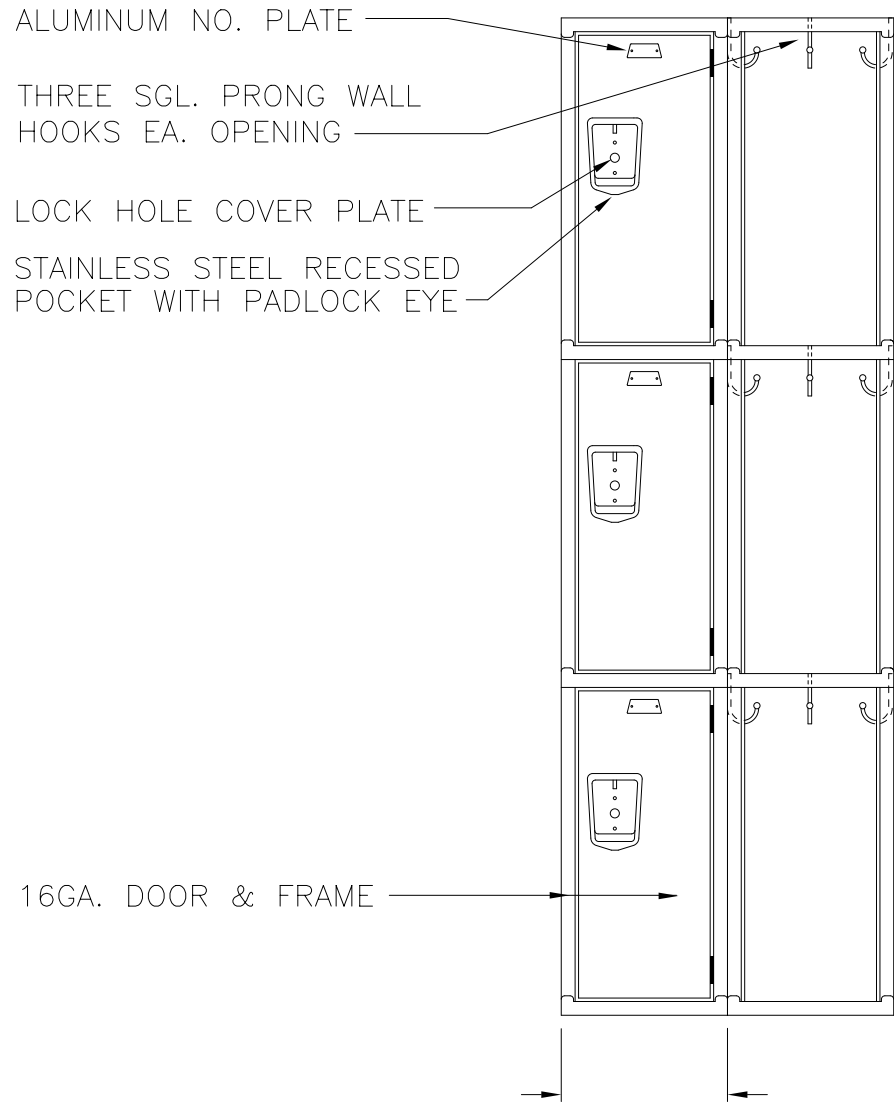 ALUMINUM NO. PLATE
THREE SGL. PRONG WALL
HOOKS EA. OPENING
LOCK HOLE COVER PLATE
STAINLESS STEEL RECESSED
POCKET WITH PADLOCK EYE
16GA. DOOR & FRAME